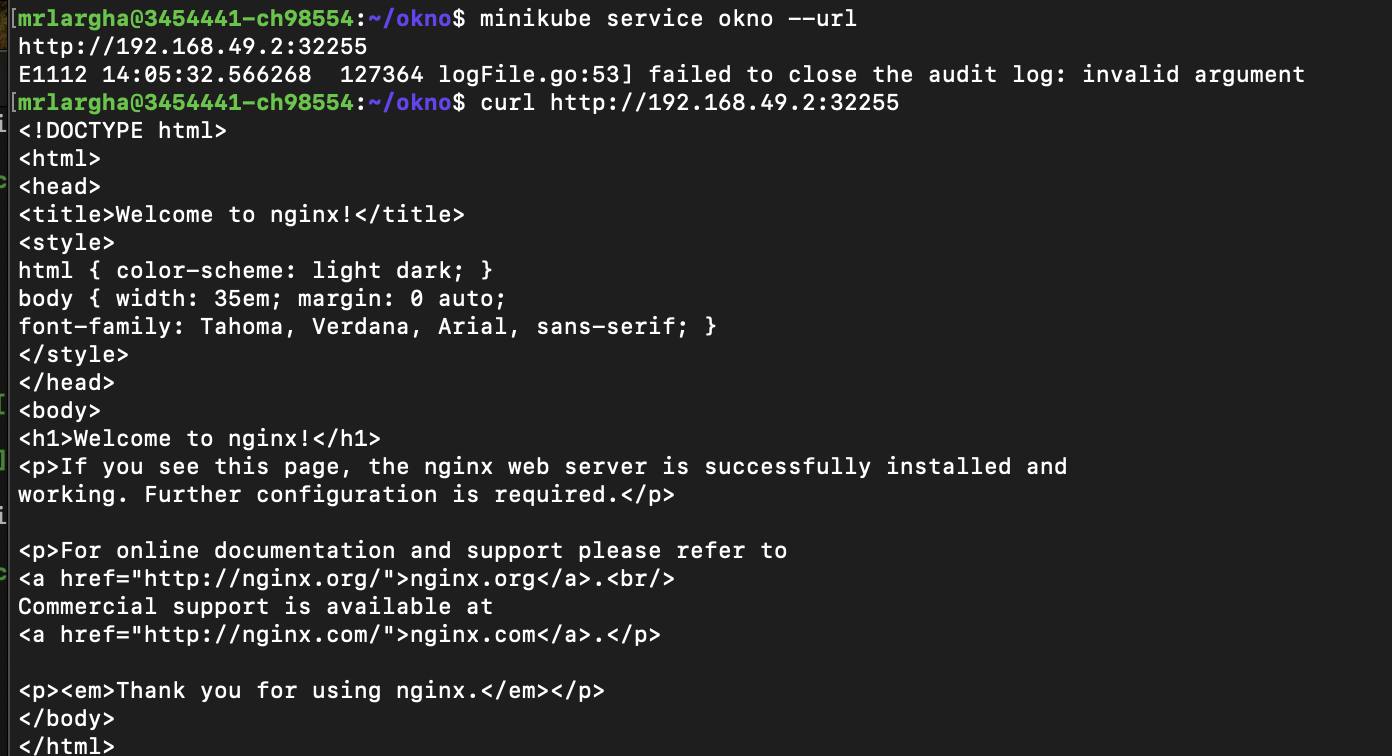 [mrlargha@3454441-ch98554:~/okno$ minikube service okno --url
http://192.168.49.2:32255
E1112 14:05:32.566268  127364 logFile.go:53] failed to close the audit log: invalid argument
[mrlargha@3454441-ch98554:~/okno$ curl http://192.168.49.2:32255
<!DOCTYPE html>
<html>
<head>
<title>Welcome to nginx!</title>
<style>
html { color-scheme: light dark; }
body { width: 35em; margin: 0 auto;
font-family: Tahoma, Verdana, Arial, sans-serif; }
</style>
</head>
<body>
<h1>Welcome to nginx!</h1>
<p>If you see this page, the nginx web server is successfully installed and
working. Further configuration is required.</p>

<p>For online documentation and support please refer to
<a href="http://nginx.org/">nginx.org</a>.<br/>
Commercial support is available at
<a href="http://nginx.com/">nginx.com</a>.</p>

<p><em>Thank you for using nginx.</em></p>
</body>
</html>